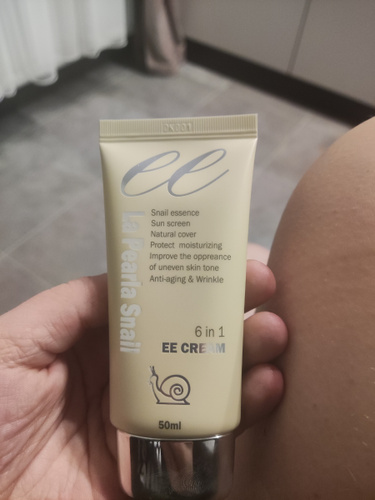 ee
La Pearla Snail
Snail essence
Sun screen
Natural cover
Protect moisturizing
Improve the oppreance
of uneven skin tone
Anti-aging & Wrinkle
6 in 1
EE CREAM
50ml